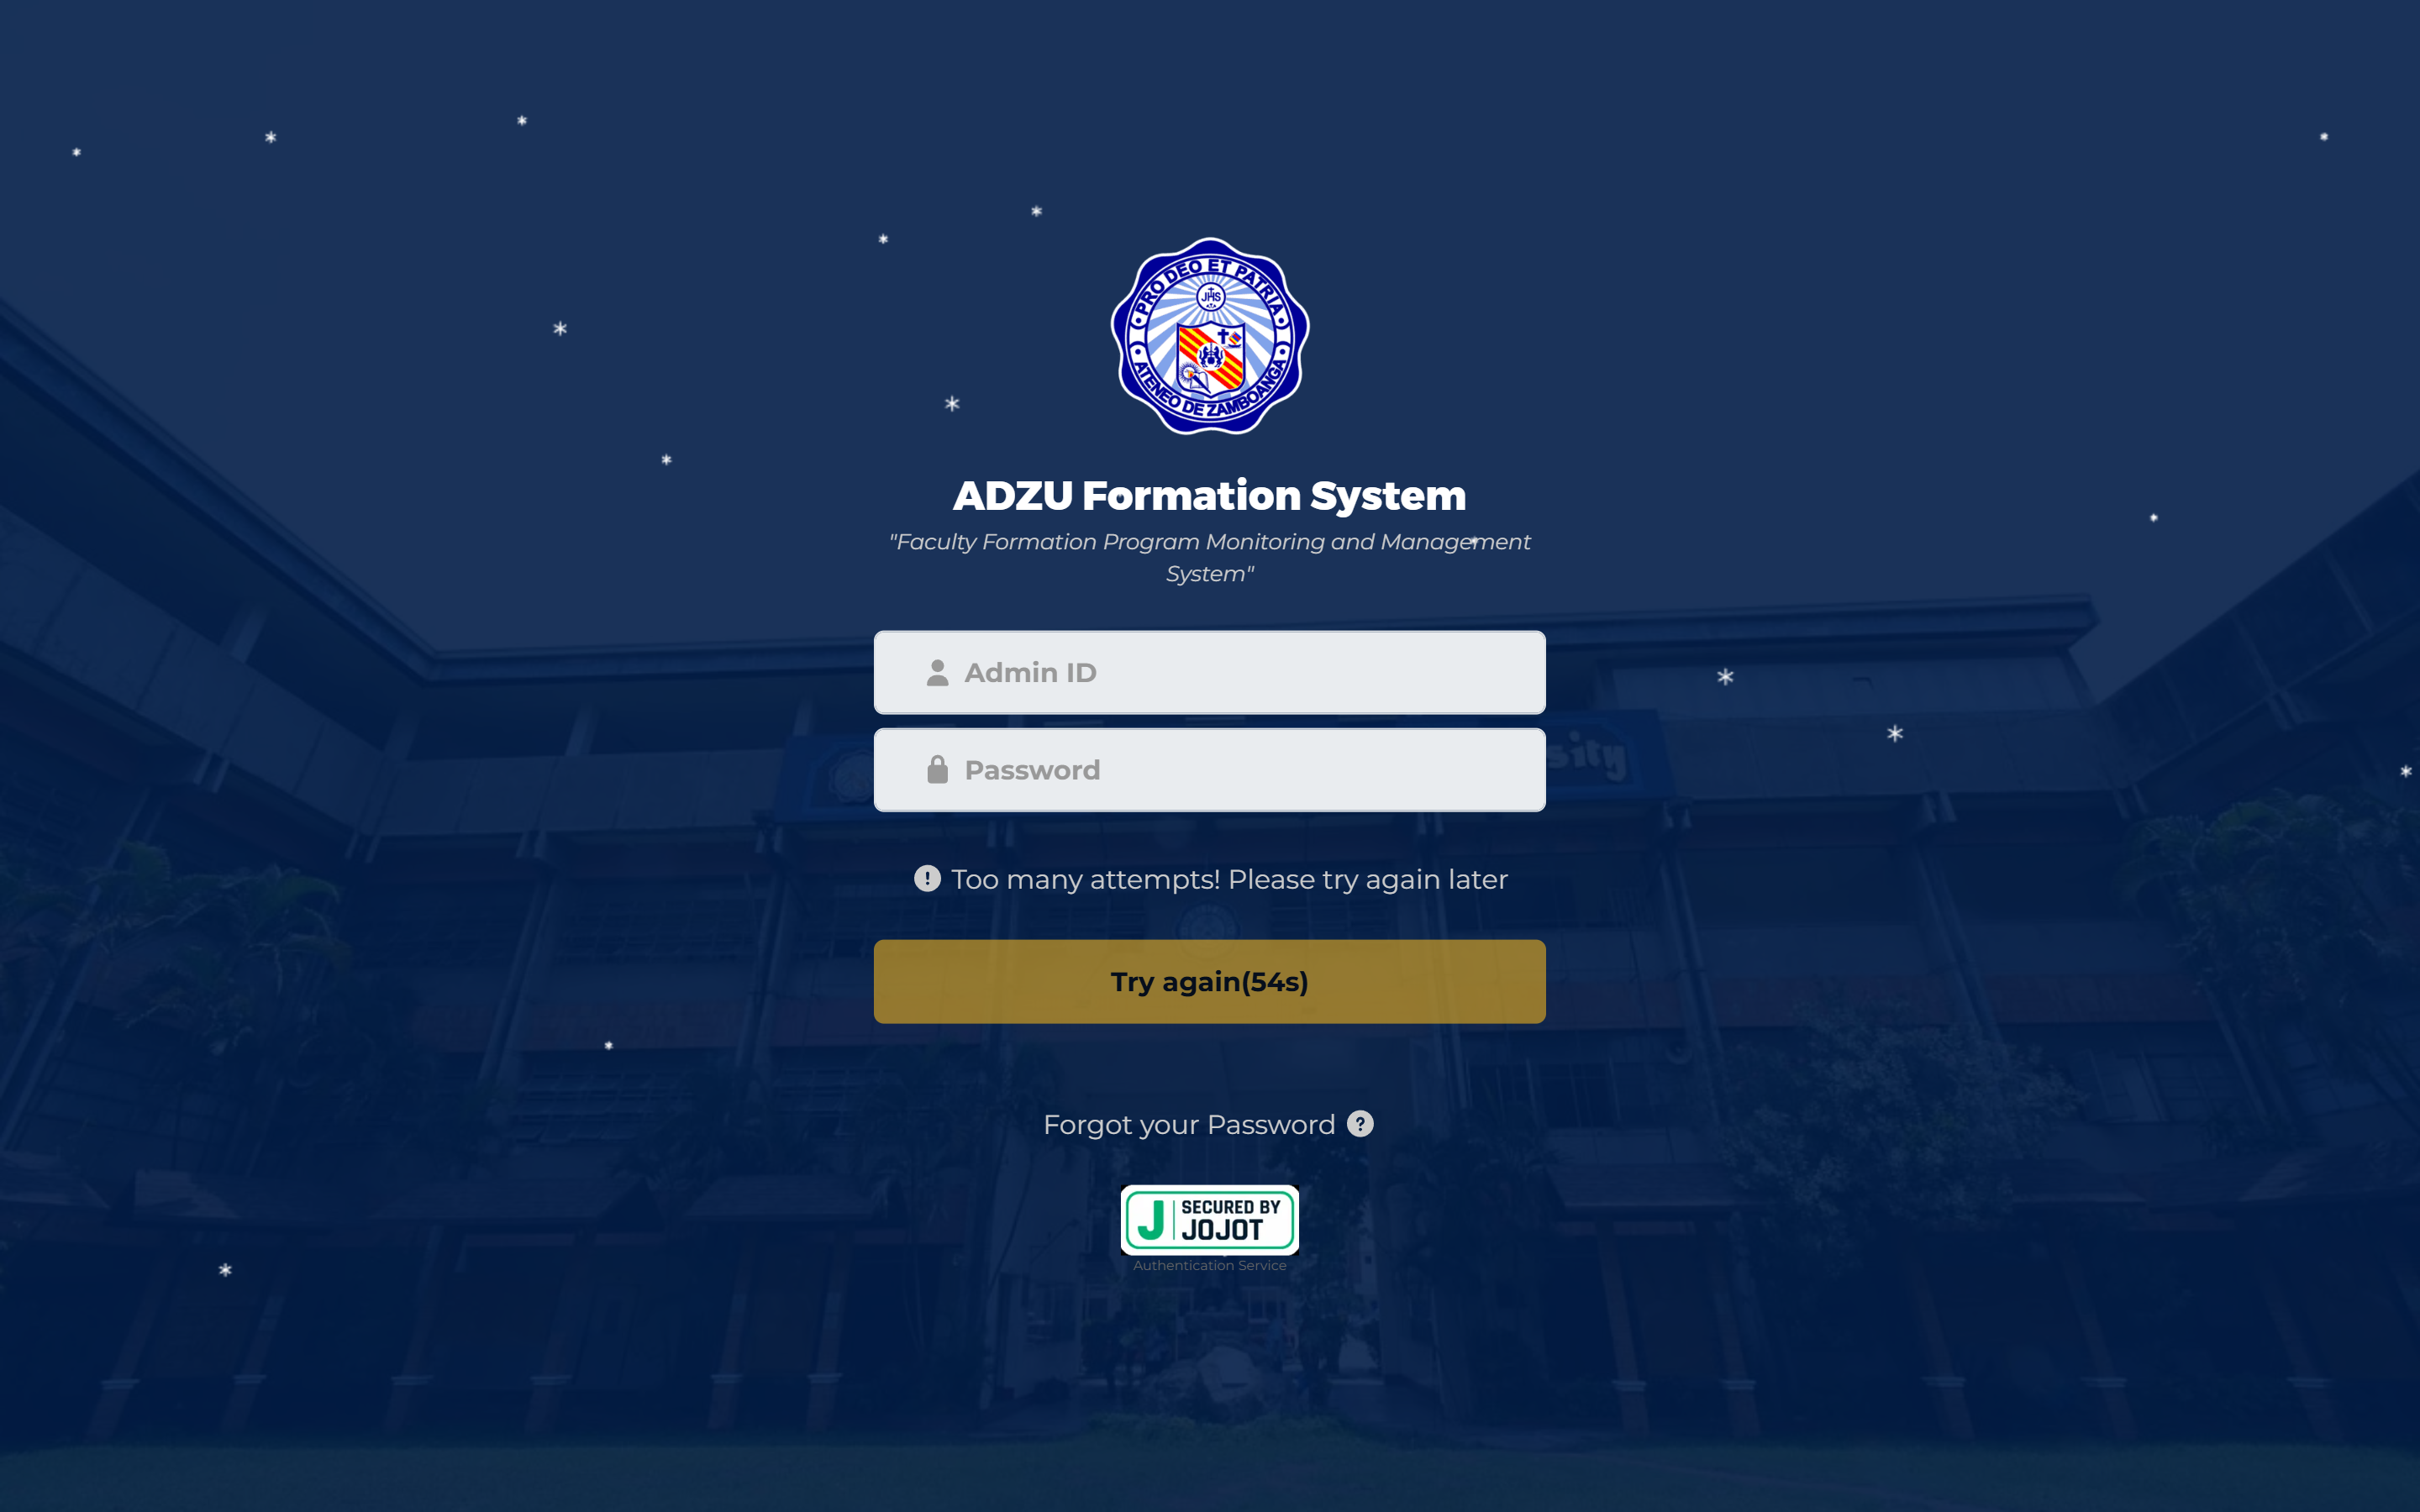 PRO DEO ET PATRIA
JHS
ATENEO DE ZAMBOANGA
ADZU Formation System
"Faculty Formation Program Monitoring and Management
System"
Admin ID
Password
sity
Too many attempts! Please try again later
Try again(54s)
Forgot your Password
J SECURED BY
JOJOT
Authentication Service